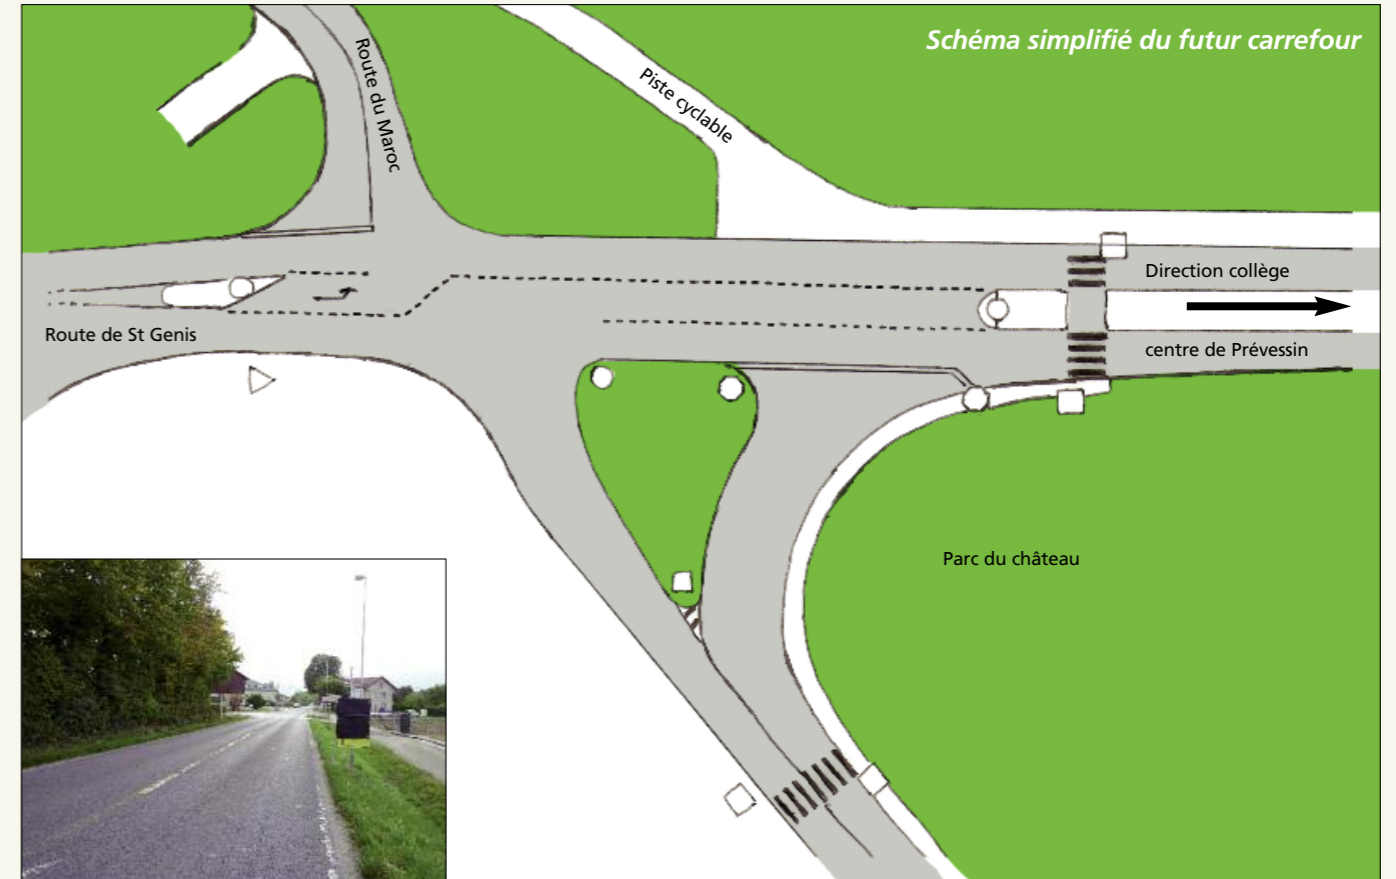 Schéma simplifié du futur carrefour
Route du Maroc
Piste cyclable
Direction collège
Route de St Genis
centre de Prévessin
Parc du château